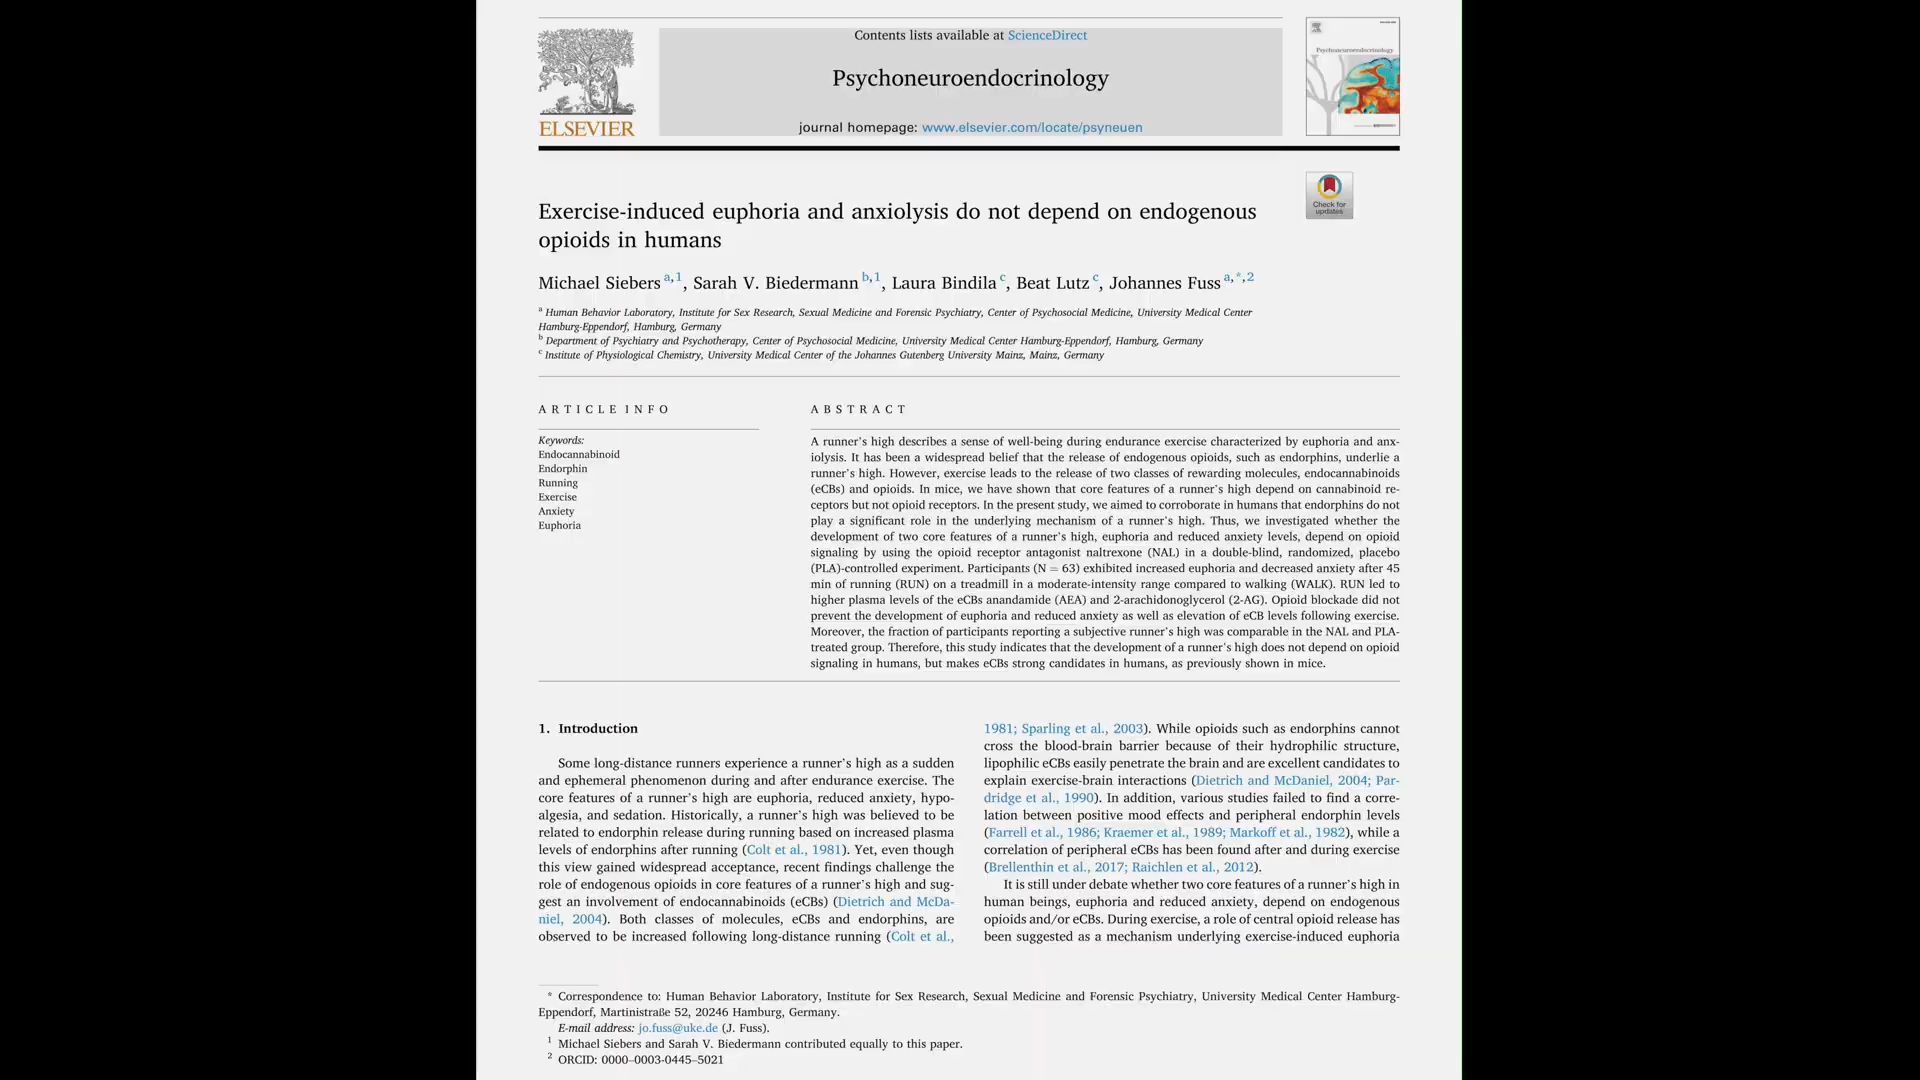 Contents lists available at ScienceDirect
Psychoneuroendocrinology
journal homepage: www.elsevier.com/locate/psyneuen
ELSEVIER
Psychoneuroendocrinology
Check for
updates
Exercise-induced euphoria and anxiolysis do not depend on endogenous
opioids in humans
Michael Siebers a,1, Sarah V. Biedermann b,1, Laura Bindila c, Beat Lutz c, Johannes Fuss a,*,2
a Human Behavior Laboratory, Institute for Sex Research, Sexual Medicine and Forensic Psychiatry, Center of Psychosocial Medicine, University Medical Center
Hamburg-Eppendorf, Hamburg, Germany
b Department of Psychiatry and Psychotherapy, Center of Psychosocial Medicine, University Medical Center Hamburg-Eppendorf, Hamburg, Germany
c Institute of Physiological Chemistry, University Medical Center of the Johannes Gutenberg University Mainz, Mainz, Germany
ARTICLE INFO
Keywords:
Endocannabinoid
Endorphin
Running
Exercise
Anxiety
Euphoria
ABSTRACT
A runner's high describes a sense of well-being during endurance exercise characterized by euphoria and anx-
iolysis. It has been a widespread belief that the release of endogenous opioids, such as endorphins, underlie a
runner's high. However, exercise leads to the release of two classes of rewarding molecules, endocannabinoids
(eCBs) and opioids. In mice, we have shown that core features of a runner's high depend on cannabinoid re-
ceptors but not opioid receptors. In the present study, we aimed to corroborate in humans that endorphins do not
play a significant role in the underlying mechanism of a runner's high. Thus, we investigated whether the
development of two core features of a runner's high, euphoria and reduced anxiety levels, depend on opioid
signaling by using the opioid receptor antagonist naltrexone (NAL) in a double-blind, randomized, placebo
(PLA)-controlled experiment. Participants (N = 63) exhibited increased euphoria and decreased anxiety after 45
min of running (RUN) on a treadmill in a moderate-intensity range compared to walking (WALK). RUN led to
higher plasma levels of the eCBs anandamide (AEA) and 2-arachidonoglycerol (2-AG). Opioid blockade did not
prevent the development of euphoria and reduced anxiety as well as elevation of eCB levels following exercise.
Moreover, the fraction of participants reporting a subjective runner's high was comparable in the NAL and PLA-
treated group. Therefore, this study indicates that the development of a runner's high does not depend on opioid
signaling in humans, but makes eCBs strong candidates in humans, as previously shown in mice.
1. Introduction
Some long-distance runners experience a runner's high as a sudden
and ephemeral phenomenon during and after endurance exercise. The
core features of a runner's high are euphoria, reduced anxiety, hypo-
algesia, and sedation. Historically, a runner's high was believed to be
related to endorphin release during running based on increased plasma
levels of endorphins after running (Colt et al., 1981). Yet, even though
this view gained widespread acceptance, recent findings challenge the
role of endogenous opioids in core features of a runner's high and sug-
gest an involvement of endocannabinoids (eCBs) (Dietrich and McDa-
niel, 2004). Both classes of molecules, eCBs and endorphins, are
observed to be increased following long-distance running (Colt et al.,
1981; Sparling et al., 2003). While opioids such as endorphins cannot
cross the blood-brain barrier because of their hydrophilic structure,
lipophilic eCBs easily penetrate the brain and are excellent candidates to
explain exercise-brain interactions (Dietrich and McDaniel, 2004; Par-
dridge et al., 1990). In addition, various studies failed to find a corre-
lation between positive mood effects and peripheral endorphin levels
(Farrell et al., 1986; Kraemer et al., 1989; Markoff et al., 1982), while a
correlation of peripheral eCBs has been found after and during exercise
(Brellenthin et al., 2017; Raichlen et al., 2012).
It is still under debate whether two core features of a runner's high in
human beings, euphoria and reduced anxiety, depend on endogenous
opioids and/or eCBs. During exercise, a role of central opioid release has
been suggested as a mechanism underlying exercise-induced euphoria
* Correspondence to: Human Behavior Laboratory, Institute for Sex Research, Sexual Medicine and Forensic Psychiatry, University Medical Center Hamburg-
Eppendorf, Martinistraße 52, 20246 Hamburg, Germany.
E-mail address: jo.fuss@uke.de (J. Fuss).
1 Michael Siebers and Sarah V. Biedermann contributed equally to this paper.
2 ORCID: 0000–0003-0445–5021